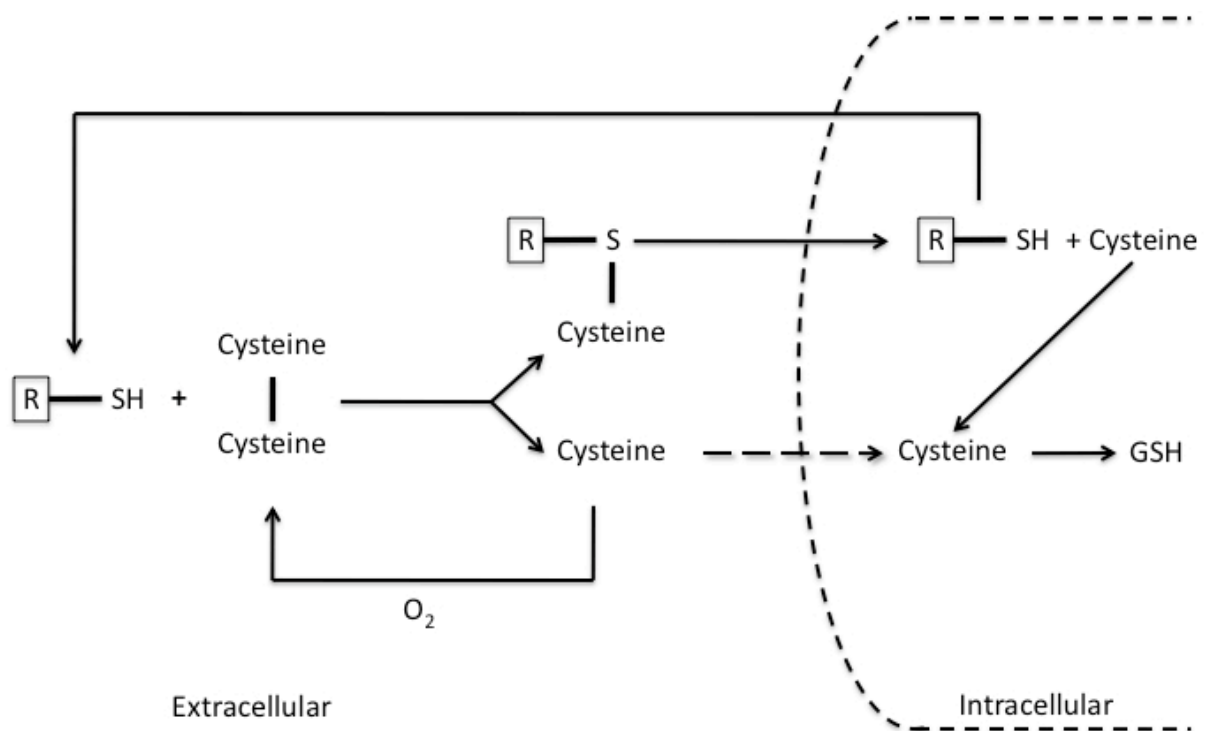 R S R SH + Cysteine
Cysteine
Cysteine
R SH +
Cysteine
Cysteine Cysteine GSH
O2
Extracellular Intracellular